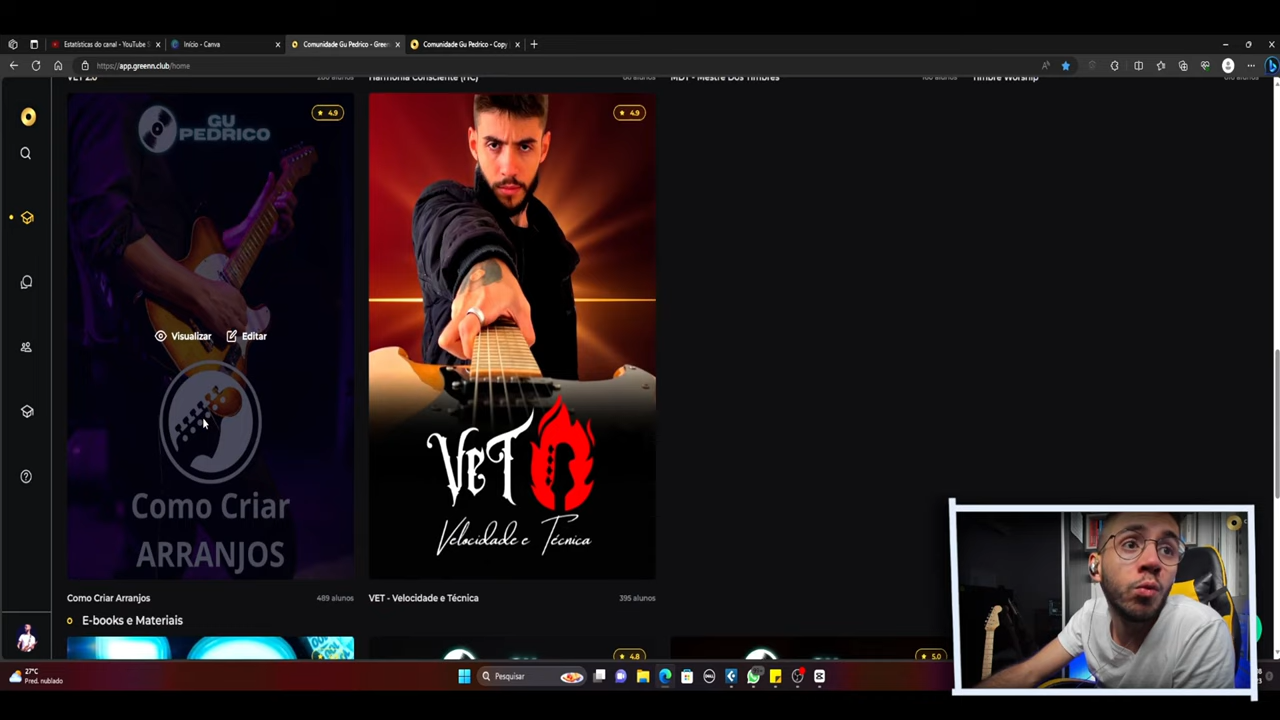 Estatísticas do canal - YouTube S
Início - Canva
Comunidade Gu Pedrico - Green
Comunidade Gu Pedrico - Copy
https://app.greenn.club/home
VET 2.0
Harmonia Consciente (HC)
MDT - Mestre Dos Timbres
Timbre Worship
GU
PEDRICO
4.9
4.9
Visualizar
Editar
Como Criar
ARRANJOS
VeT
Velocidade e Técnica
Como Criar Arranjos
489 alunos
VET - Velocidade e Técnica
395 alunos
E-books e Materiais
4.8
5.0
27°C
Pred. nublado
Pesquisar